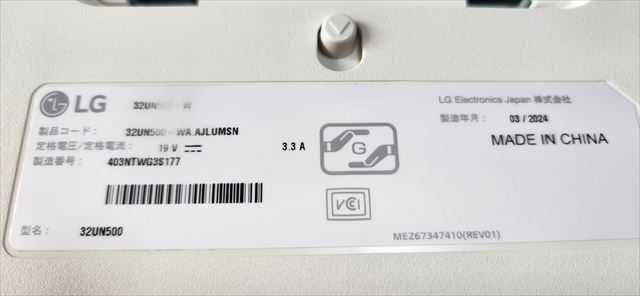 LG 32UN500-W
製品コード: 32UN500-WA.AJLUMSN
定格電圧/定格電流: 19 V ⎓ 3.3 A
製造番号: 403NTWG3S177
型名: 32UN500
LG Electronics Japan 株式会社
製造年月: 03 / 2024
MADE IN CHINA
G
VCCI
MEZ67347410(REV01)